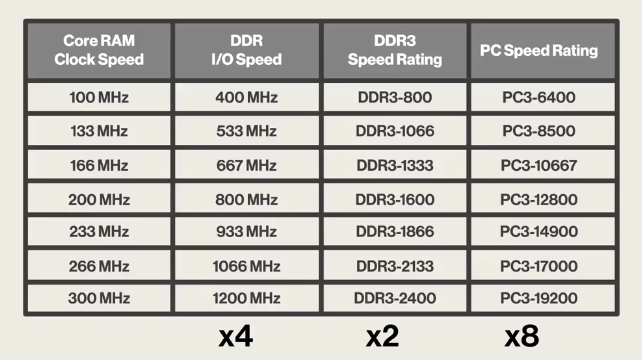 Core RAM Clock Speed | DDR I/O Speed | DDR3 Speed Rating | PC Speed Rating
100 MHz | 400 MHz | DDR3-800 | PC3-6400
133 MHz | 533 MHz | DDR3-1066 | PC3-8500
166 MHz | 667 MHz | DDR3-1333 | PC3-10667
200 MHz | 800 MHz | DDR3-1600 | PC3-12800
233 MHz | 933 MHz | DDR3-1866 | PC3-14900
266 MHz | 1066 MHz | DDR3-2133 | PC3-17000
300 MHz | 1200 MHz | DDR3-2400 | PC3-19200
x4 x2 x8